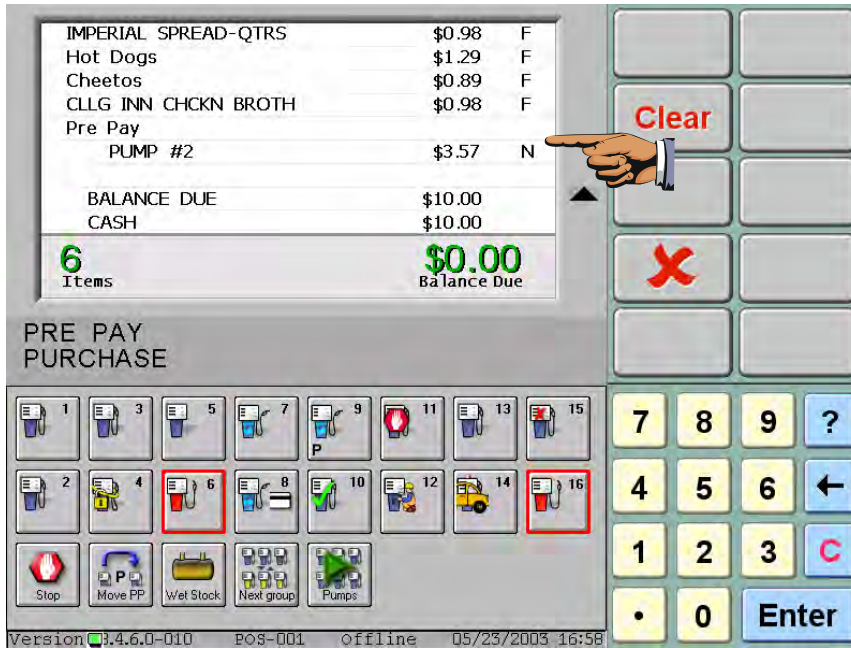 IMPERIAL SPREAD-QTRS $0.98 F
Hot Dogs $1.29 F
Cheetos $0.89 F
CLLG INN CHCKN BROTH $0.98 F
Pre Pay
PUMP #2 $3.57 N
BALANCE DUE $10.00
CASH $10.00
6 $0.00
Items Balance Due
Clear
PRE PAY
PURCHASE
1 3 5 7 9 11 13 15
P
2 4 6 8 10 12 14 16
P
Stop Move PP Wet Stock Next group Pumps
7 8 9 ?
4 5 6 ←
1 2 3 C
• 0 Enter
Version .4.6.0-010 POS-001 Offline 05/23/2003 16:58